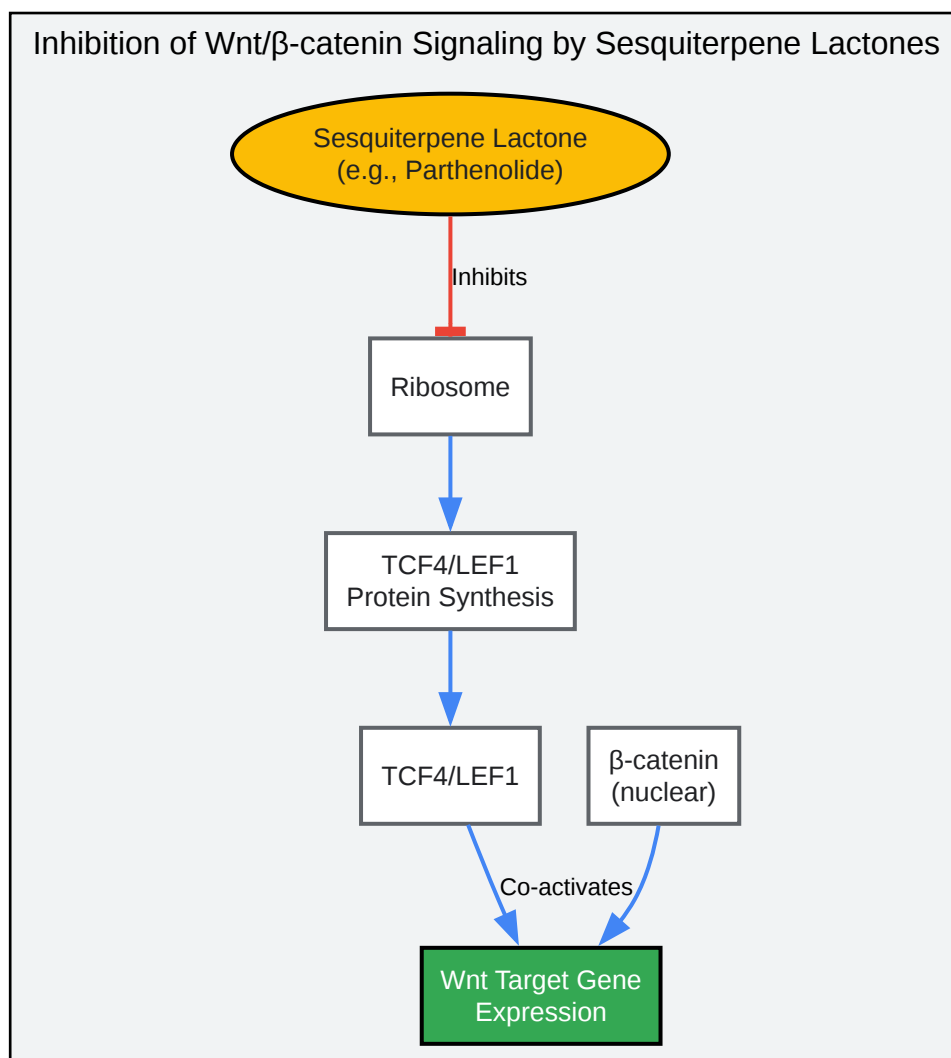 Inhibition of Wnt/β-catenin Signaling by Sesquiterpene Lactones
Sesquiterpene Lactone
(e.g., Parthenolide)
Inhibits
Ribosome
TCF4/LEF1
Protein Synthesis
TCF4/LEF1
β-catenin
(nuclear)
Co-activates
Wnt Target Gene
Expression